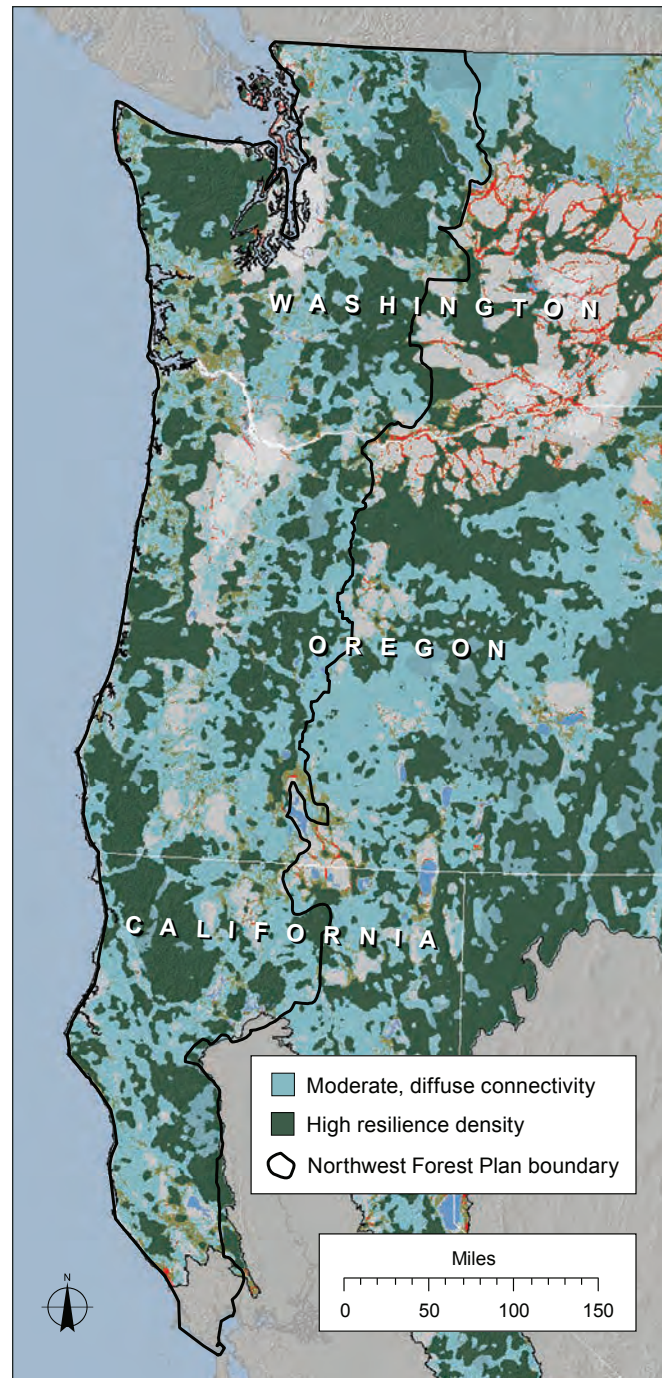 WASHINGTON
OREGON
CALIFORNIA
Moderate, diffuse connectivity
High resilience density
Northwest Forest Plan boundary
Miles
0 50 100 150
N